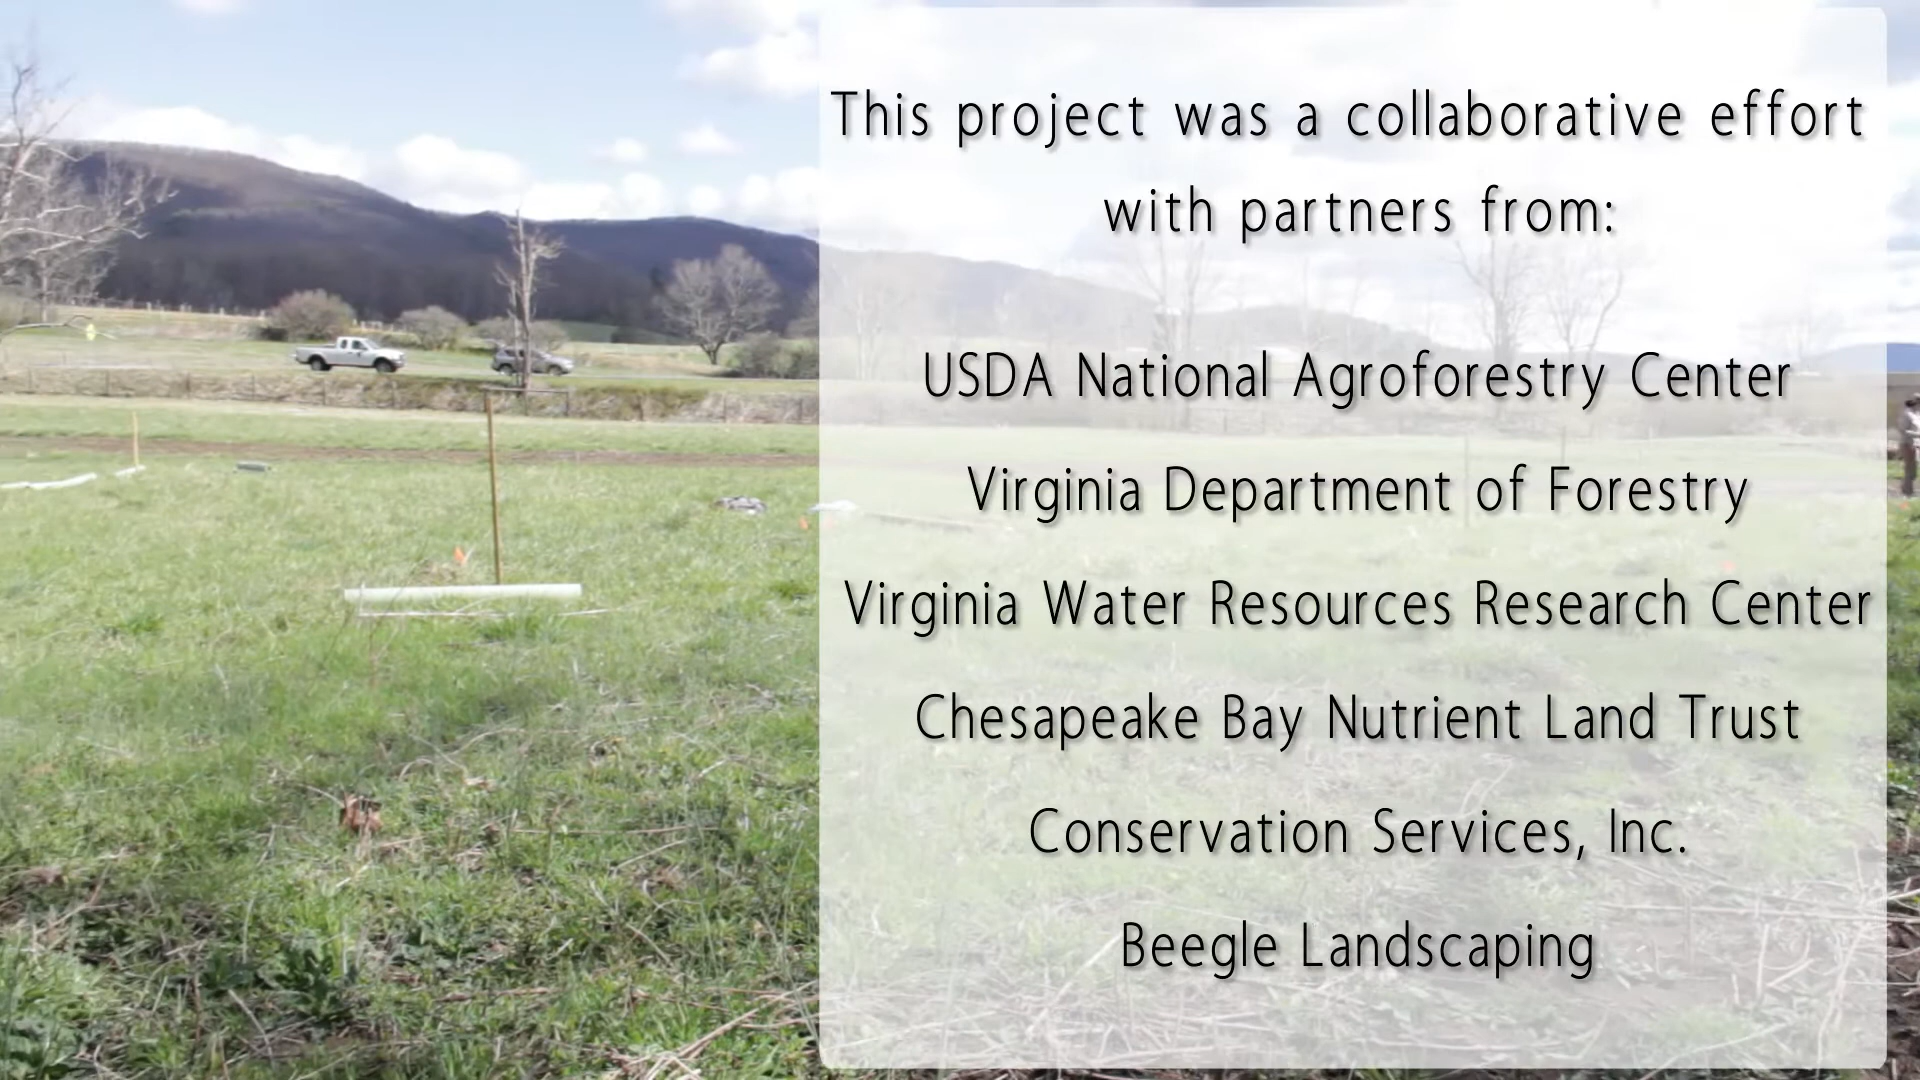 This project was a collaborative effort
with partners from:
USDA National Agroforestry Center
Virginia Department of Forestry
Virginia Water Resources Research Center
Chesapeake Bay Nutrient Land Trust
Conservation Services, Inc.
Beegle Landscaping